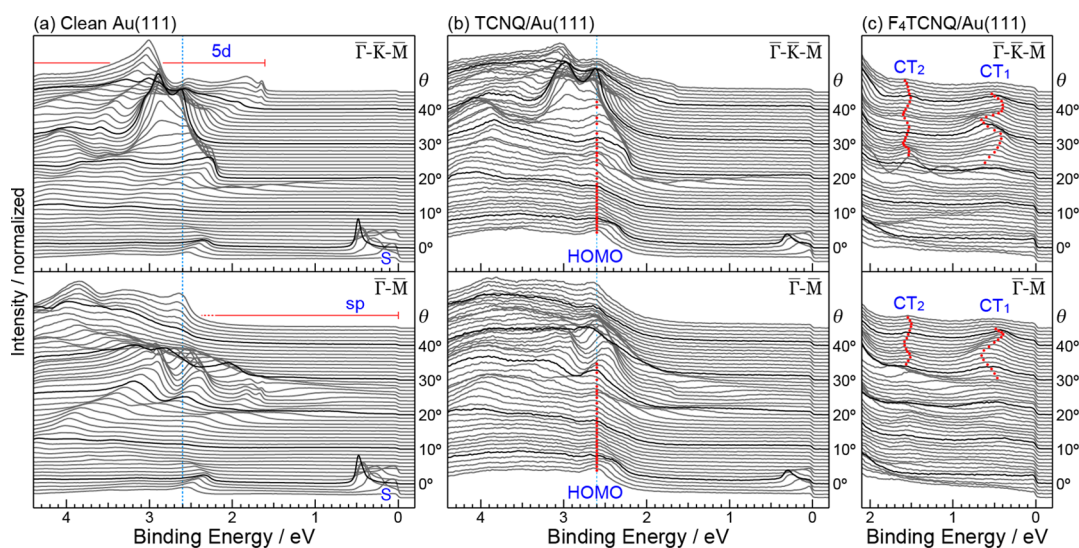 (a) Clean Au(111)
(b) TCNQ/Au(111)
(c) F₄TCNQ/Au(111)
5d
Γ̅-K̅-M̅
θ
40º
30º
20º
10º
0º
S
Γ̅-K̅-M̅
θ
40º
30º
20º
10º
0º
HOMO
Γ̅-K̅-M̅
CT₂
CT₁
θ
40º
30º
20º
10º
0º
Intensity / normalized
Γ̅-M̅
sp
θ
40º
30º
20º
10º
0º
S
Γ̅-M̅
θ
40º
30º
20º
10º
0º
HOMO
Γ̅-M̅
CT₂
CT₁
θ
40º
30º
20º
10º
0º
4 3 2 1 0
4 3 2 1 0
2 1 0
Binding Energy / eV
Binding Energy / eV
Binding Energy / eV